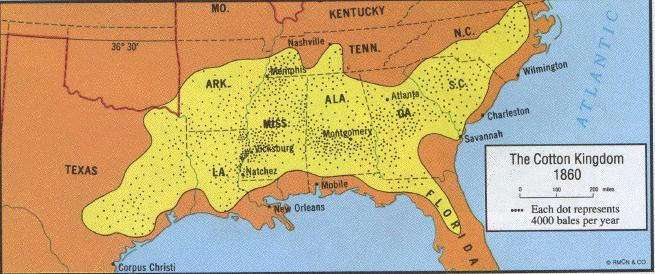 MO.
KENTUCKY
36° 30'
Nashville
TENN.
N.C.
Memphis
ARK.
Wilmington
ATLANTIC
S.C.
Atlanta
ALA.
GA.
Charleston
MISS.
Montgomery
Savannah
Vicksburg
TEXAS
LA.
Natchez
Mobile
New Orleans
FLORIDA
Corpus Christi
The Cotton Kingdom
1860
0 100 200 miles
Each dot represents
4000 bales per year
© RMCN & CO